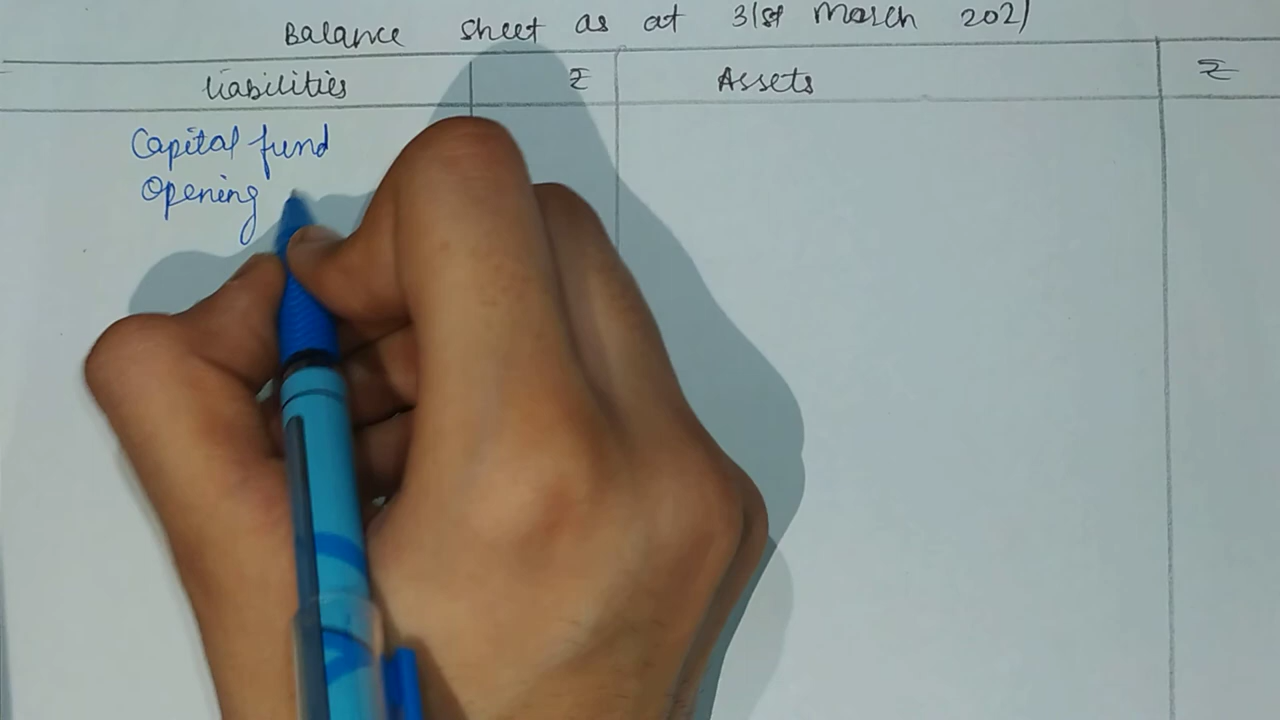 Balance sheet as at 31st March 2021
Liabilities ₹ Assets ₹
Capital fund
Opening